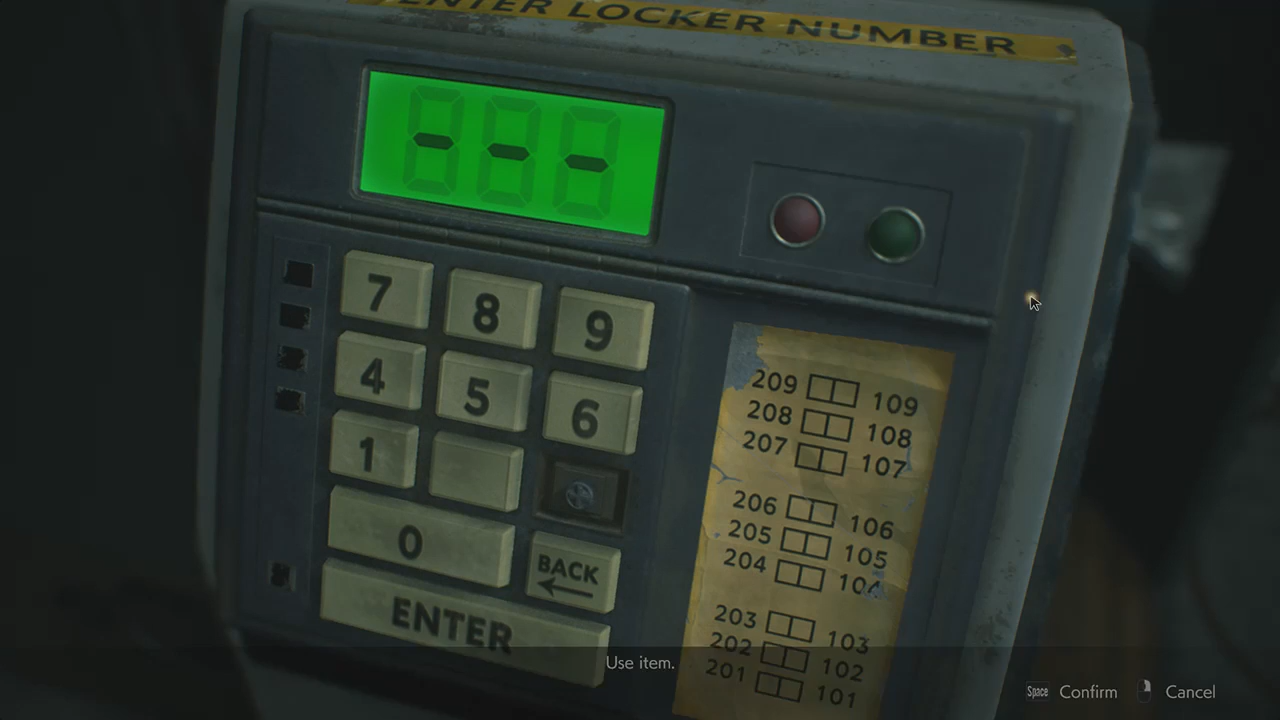 ENTER LOCKER NUMBER
- - -
7 8 9
4 5 6
1
0 BACK
ENTER
209 109
208 108
207 107
206 106
205 105
204 104
203 103
202 102
201 101
Use item.
Space Confirm Cancel